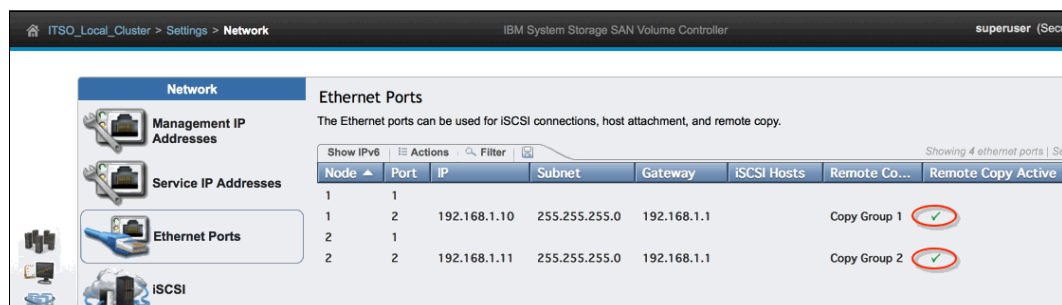 ITSO_Local_Cluster > Settings > Network
IBM System Storage SAN Volume Controller
superuser (Sec
Network
Management IP
Addresses
Service IP Addresses
Ethernet Ports
iSCSI
Ethernet Ports
The Ethernet ports can be used for iSCSI connections, host attachment, and remote copy.
Show IPv6 Actions Filter Showing 4 ethernet ports | Se
Node Port IP Subnet Gateway iSCSI Hosts Remote Co... Remote Copy Active
1 1
1 2 192.168.1.10 255.255.255.0 192.168.1.1 Copy Group 1 ✓
2 1
2 2 192.168.1.11 255.255.255.0 192.168.1.1 Copy Group 2 ✓